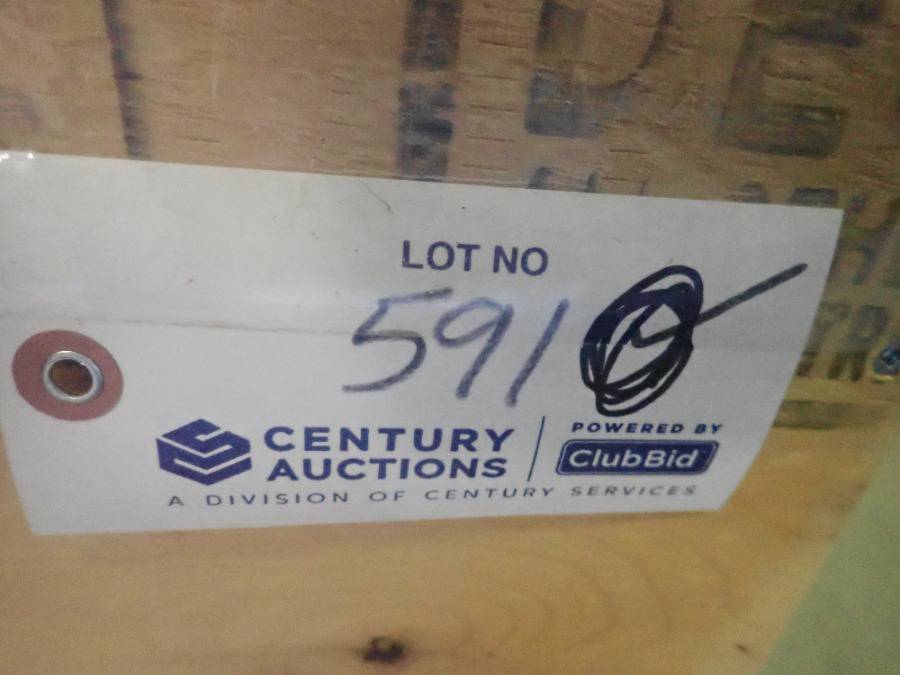 LOT NO
591
CENTURY AUCTIONS
POWERED BY
ClubBid
A DIVISION OF CENTURY SERVICES